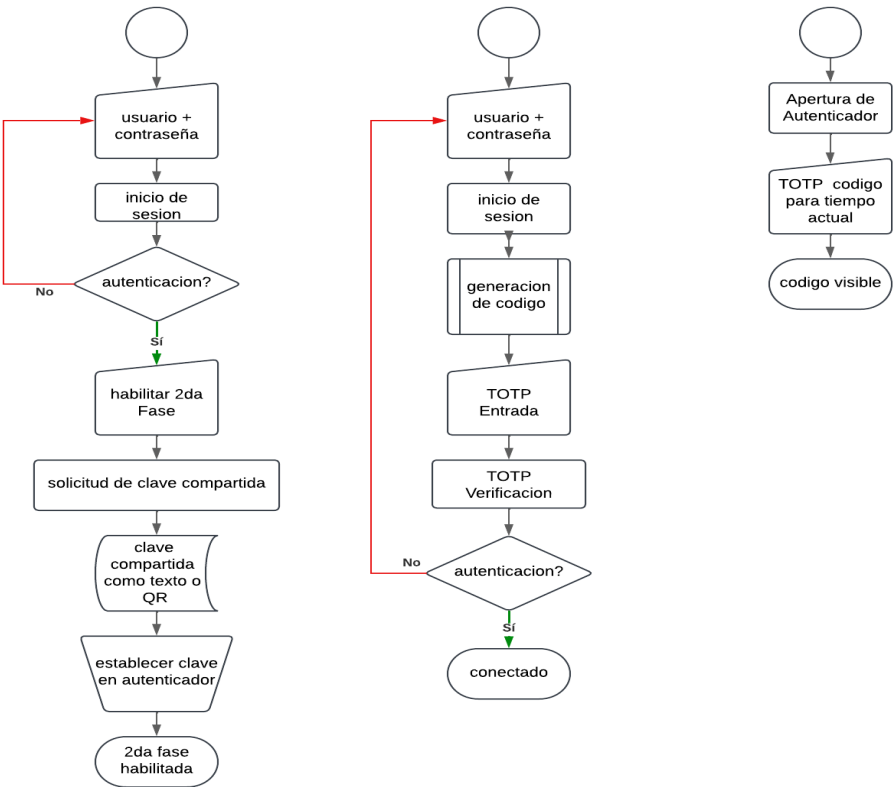 usuario +
contraseña
inicio de
sesion
autenticacion?
No
Sí
habilitar 2da
Fase
solicitud de clave compartida
clave
compartida
como texto o
QR
establecer clave
en autenticador
2da fase
habilitada
usuario +
contraseña
inicio de
sesion
generacion
de codigo
TOTP
Entrada
TOTP
Verificacion
autenticacion?
No
Sí
conectado
Apertura de
Autenticador
TOTP codigo
para tiempo
actual
codigo visible